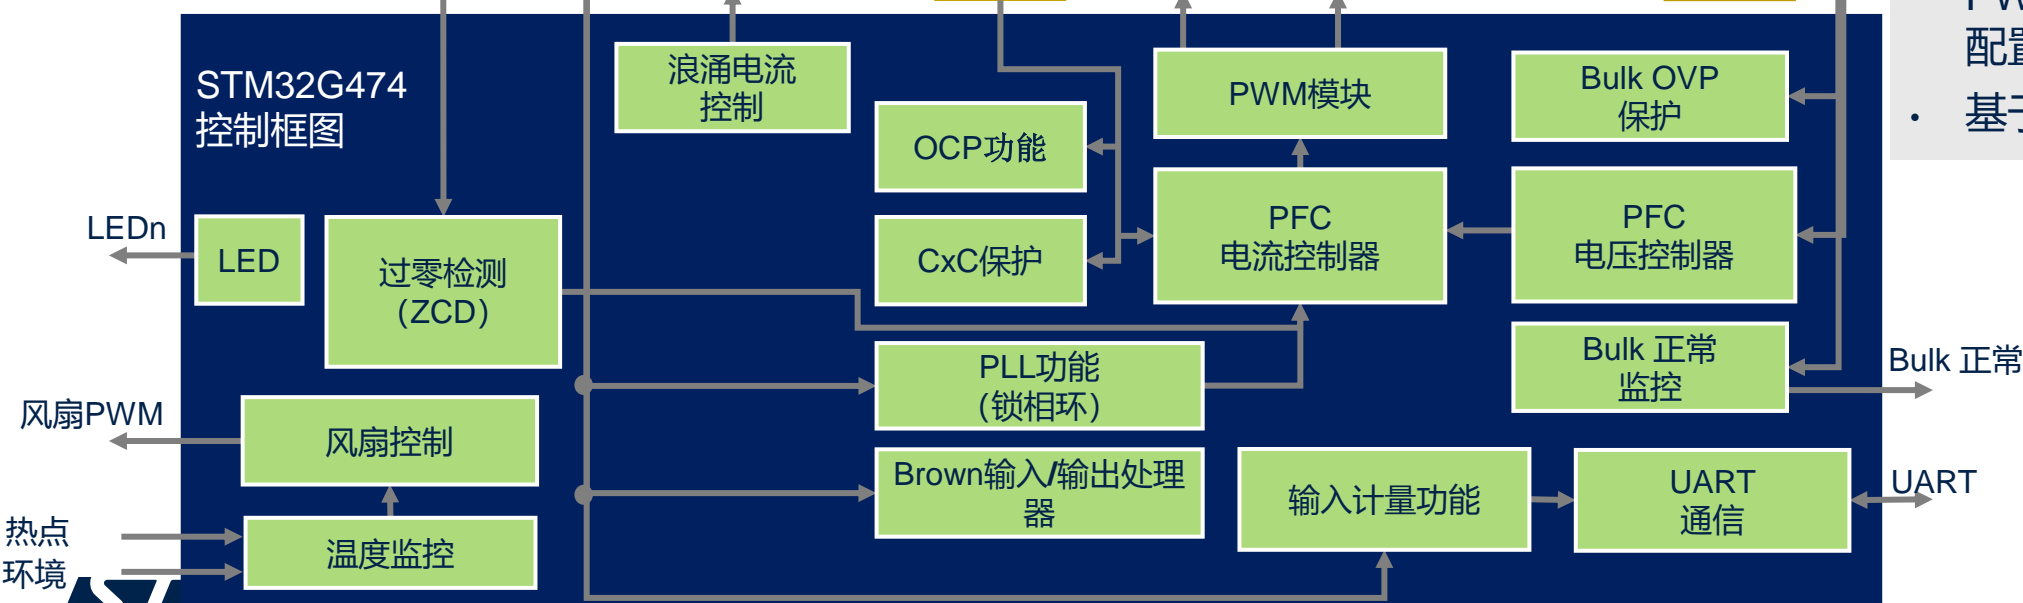 STM32G474
控制框图
浪涌电流
控制
OCP功能
CxC保护
PWM模块
PFC
电流控制器
Bulk OVP
保护
PFC
电压控制器
Bulk 正常
监控
Bulk 正常
LEDn
LED
过零检测
（ZCD）
PLL功能
（锁相环）
Brown输入/输出处理
器
风扇PWM
风扇控制
热点
环境
温度监控
输入计量功能
UART
通信
UART
配置
· 基于